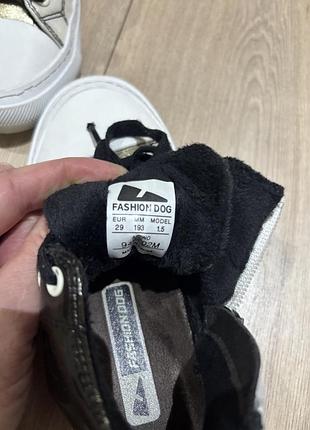 FASHION DOG
EUR MM MODEL
29 193 1.5
FASHION DOG